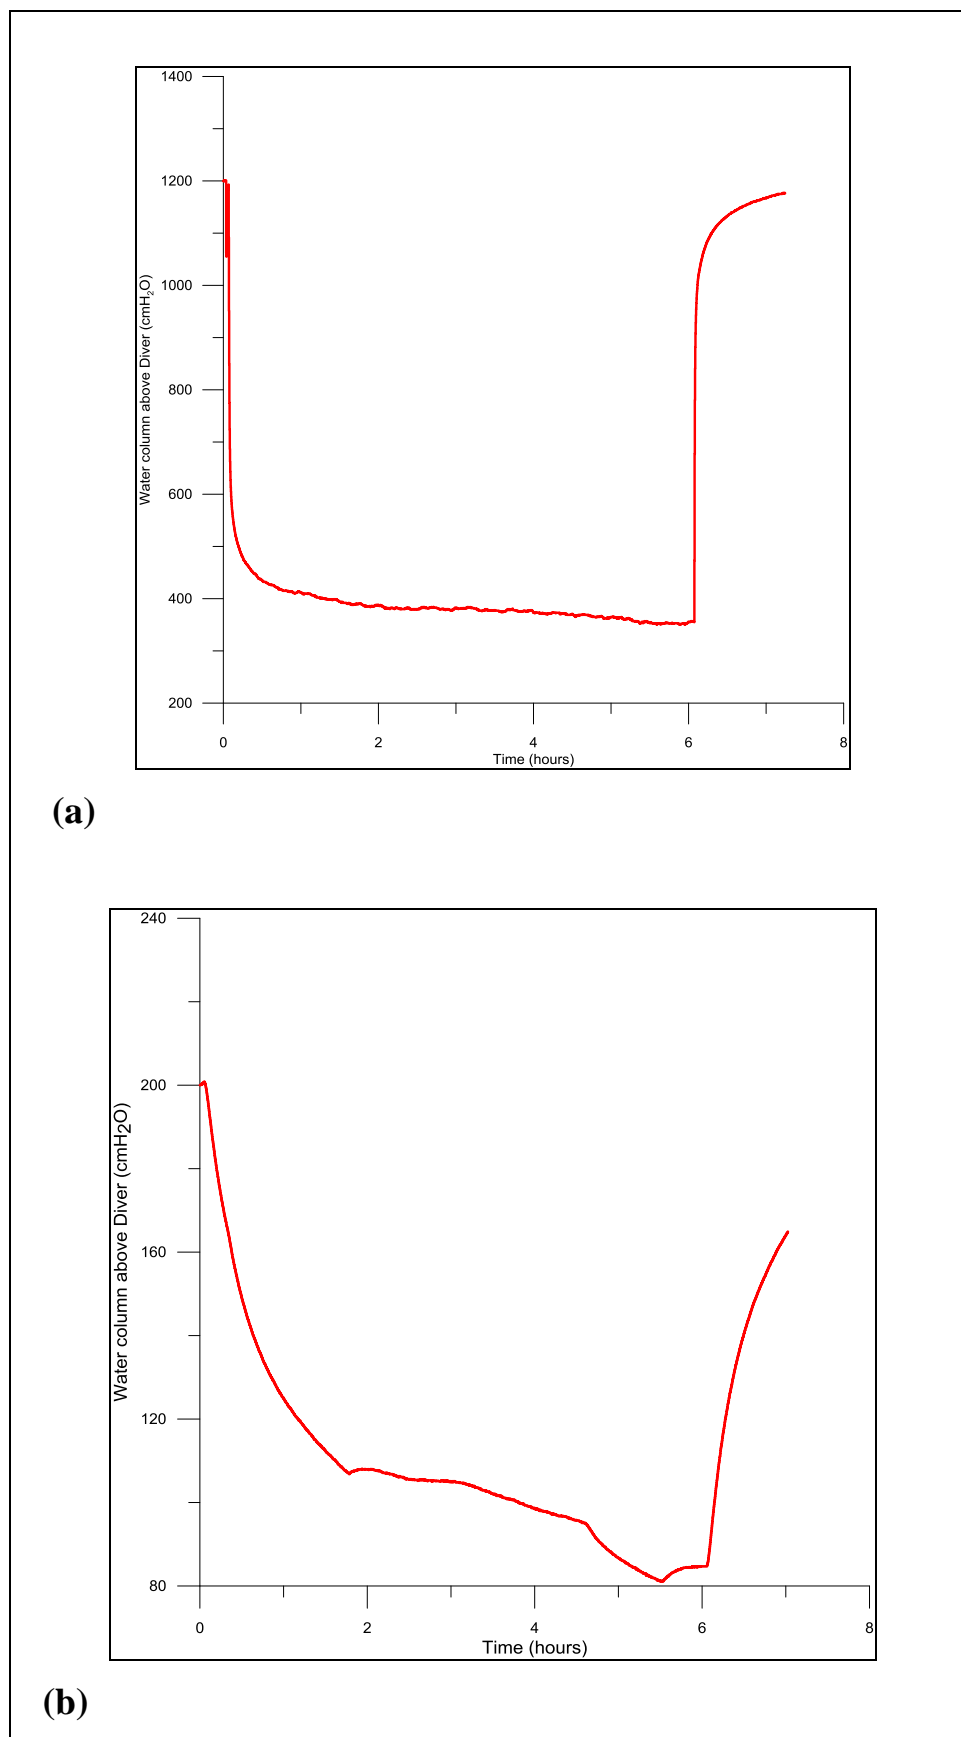 1400
1200
1000
800
600
400
200
Water column above Diver (cmH₂O)
0 2 4 6 8
Time (hours)
(a)
240
200
160
120
80
Water column above Diver (cmH2O)
0 2 4 6 8
Time (hours)
(b)